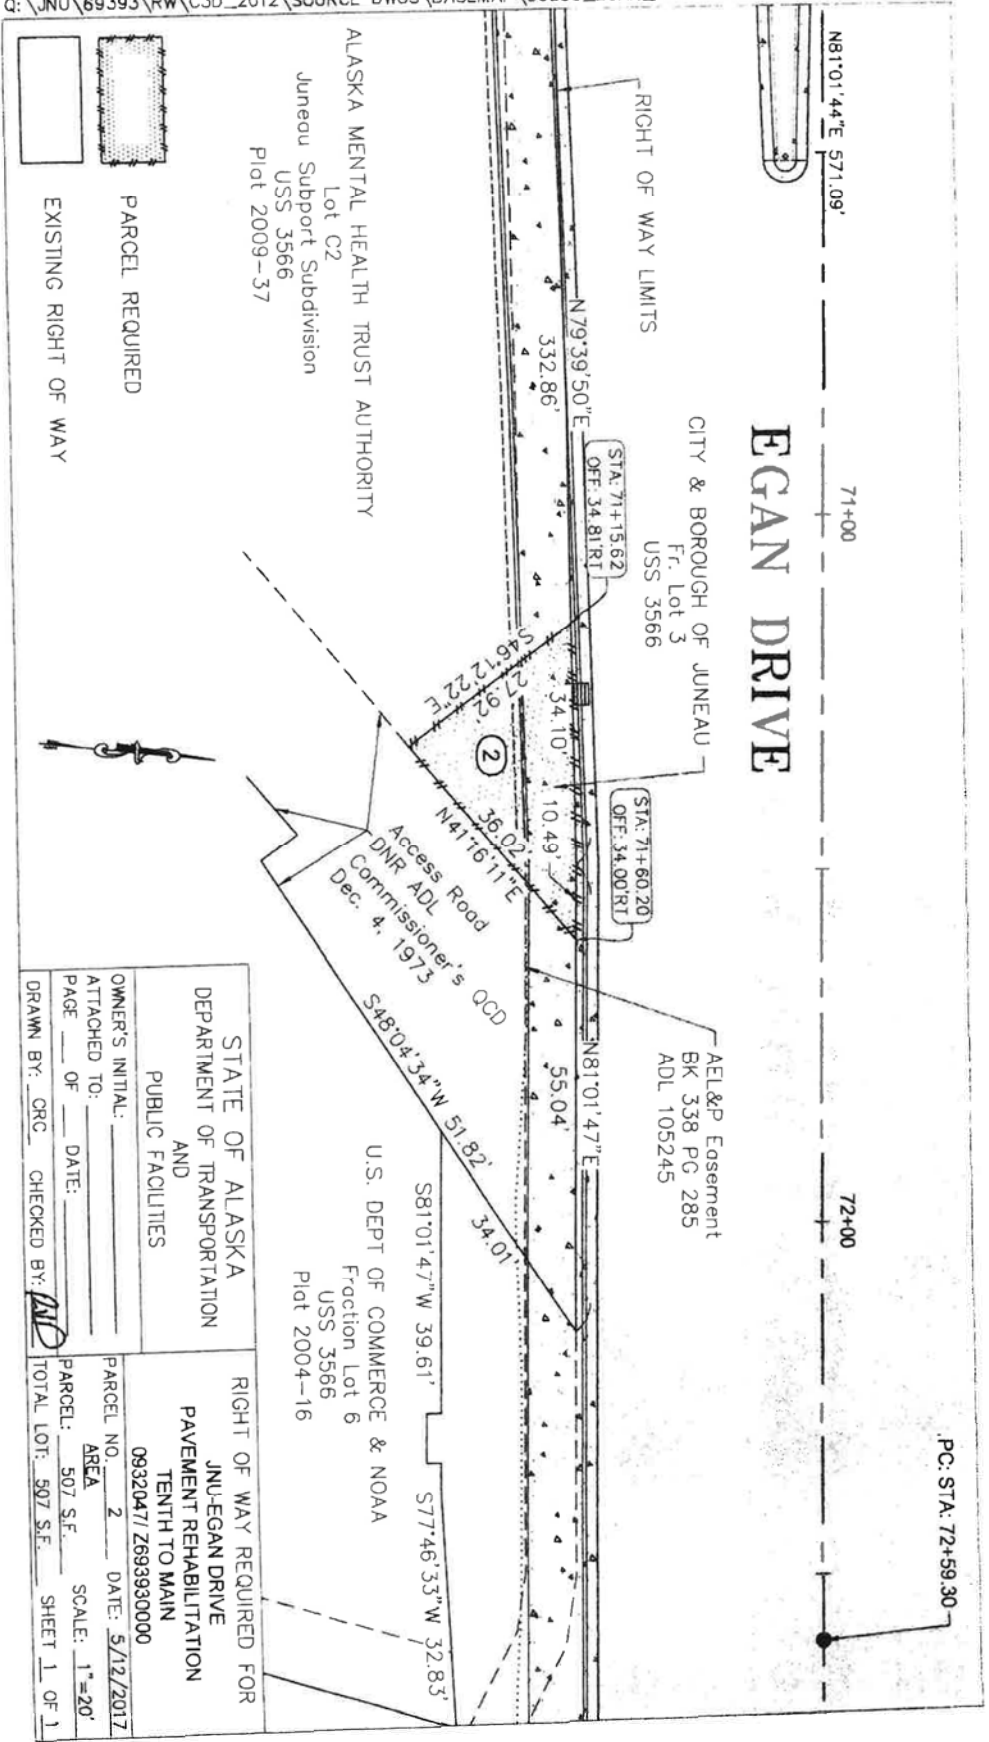 N81°01'44"E 571.09'
71+00
72+00
PC: STA: 72+59.30
EGAN DRIVE
RIGHT OF WAY LIMITS
CITY & BOROUGH OF JUNEAU
Fr. Lot 3
USS 3566
AEL&P Easement
BK 338 PG 285
ADL 105245
STA: 71+15.62
OFF: 34.81'RT
STA: 71+60.20
OFF: 34.00'RT
N79°39'50"E
332.86'
34.10'
10.49'
N81°01'47"E
55.04'
S46°12'22"E
27.92'
2
36.02'
N41°16'11"E
Access Road
DNR ADL
Commissioner's QCD
Dec. 4, 1973
S48°04'34"W 51.82'
34.01'
S81°01'47"W 39.61'
S77°46'33"W 32.83'
U.S. DEPT OF COMMERCE & NOAA
Fraction Lot 6
USS 3566
Plat 2004-16
ALASKA MENTAL HEALTH TRUST AUTHORITY
Lot C2
Juneau Subport Subdivision
USS 3566
Plat 2009-37
PARCEL REQUIRED
EXISTING RIGHT OF WAY
STATE OF ALASKA
DEPARTMENT OF TRANSPORTATION
AND
PUBLIC FACILITIES
OWNER'S INITIAL:
ATTACHED TO:
PAGE ___ OF ___ DATE:
DRAWN BY: CRC CHECKED BY:
RIGHT OF WAY REQUIRED FOR
JNU-EGAN DRIVE
PAVEMENT REHABILITATION
TENTH TO MAIN
0932047/ Z693930000
PARCEL NO. 2 DATE: 5/12/2017
AREA
PARCEL: 507 S.F. SCALE: 1"=20'
TOTAL LOT: 507 S.F. SHEET 1 OF 1